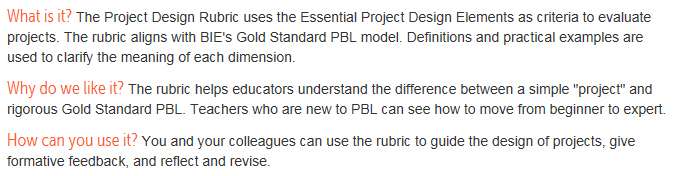 What is it? The Project Design Rubric uses the Essential Project Design Elements as criteria to evaluate
projects. The rubric aligns with BIE's Gold Standard PBL model. Definitions and practical examples are
used to clarify the meaning of each dimension.
Why do we like it? The rubric helps educators understand the difference between a simple "project" and
rigorous Gold Standard PBL. Teachers who are new to PBL can see how to move from beginner to expert.
How can you use it? You and your colleagues can use the rubric to guide the design of projects, give
formative feedback, and reflect and revise.